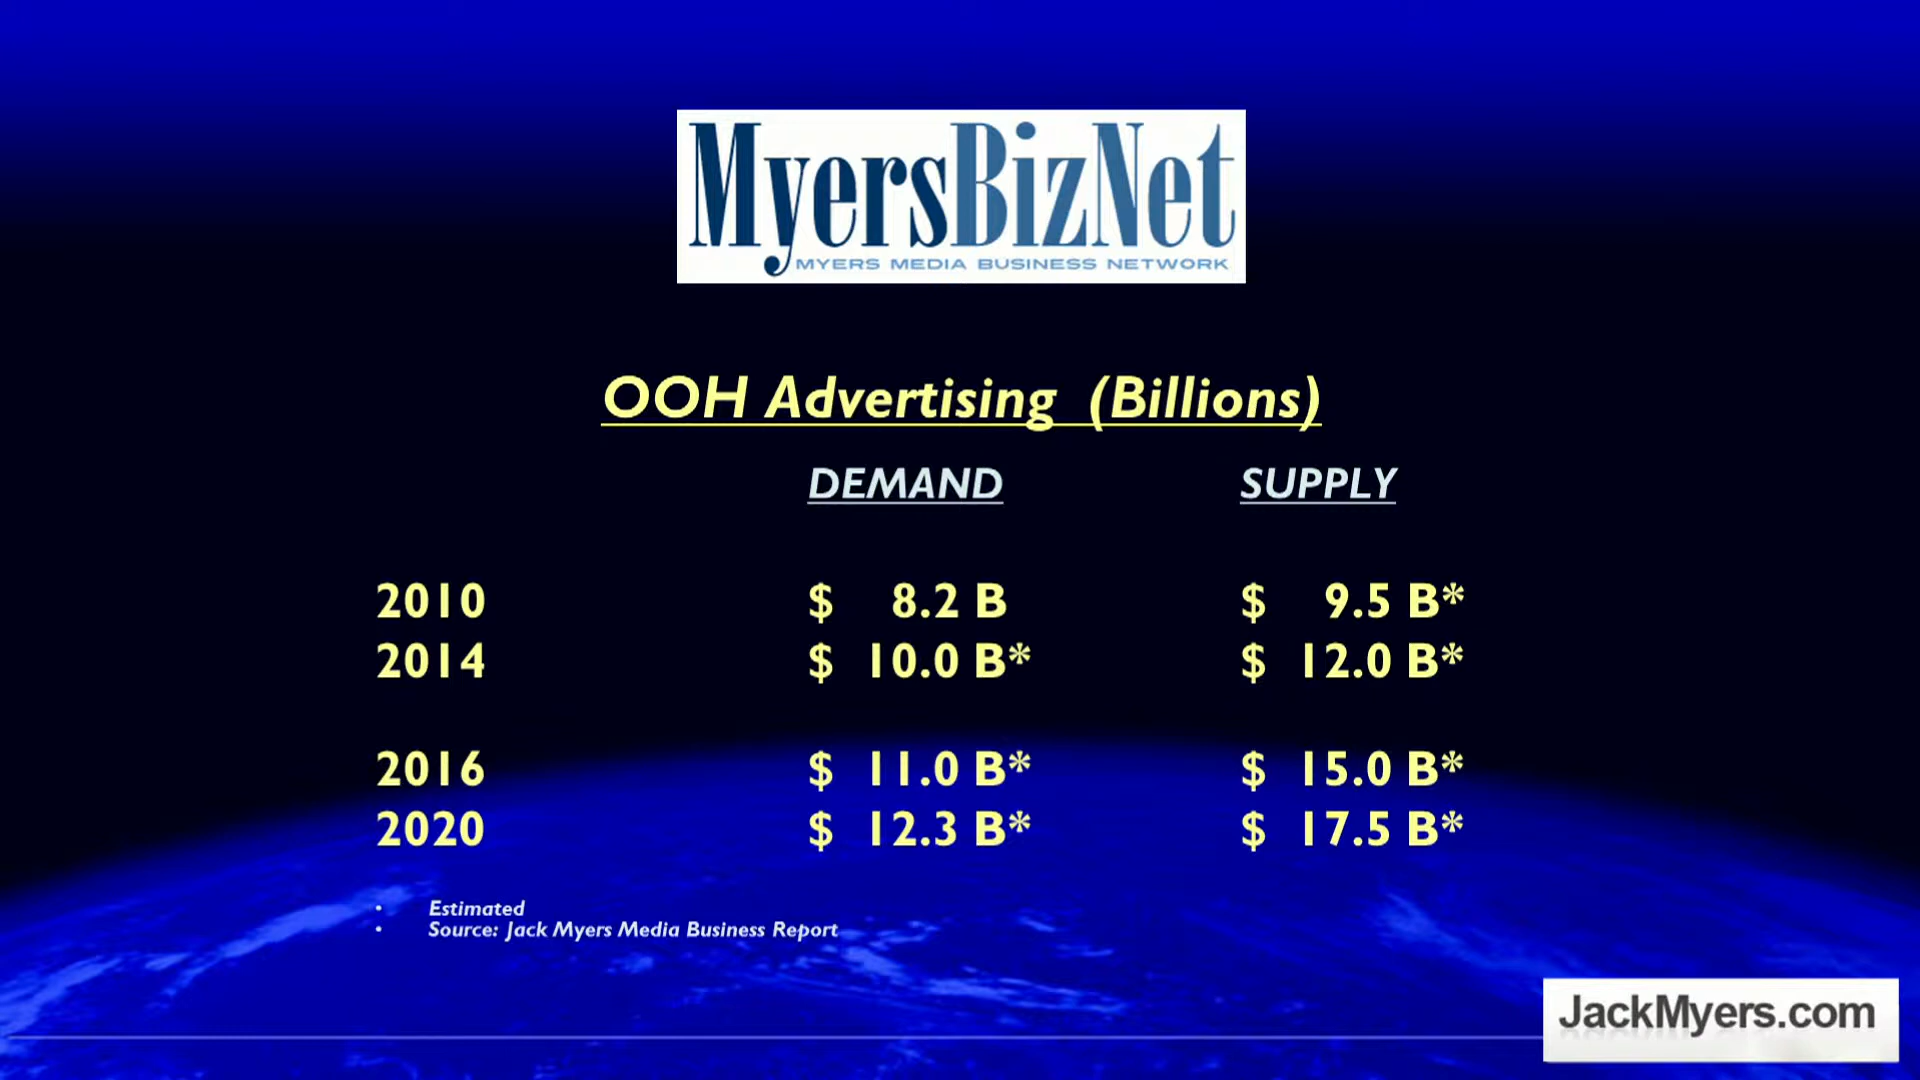 MyersBizNet
MYERS MEDIA BUSINESS NETWORK
OOH Advertising (Billions)
DEMAND SUPPLY
2010 $ 8.2 B $ 9.5 B*
2014 $ 10.0 B* $ 12.0 B*
2016 $ 11.0 B* $ 15.0 B*
2020 $ 12.3 B* $ 17.5 B*
• Estimated
• Source: Jack Myers Media Business Report
JackMyers.com